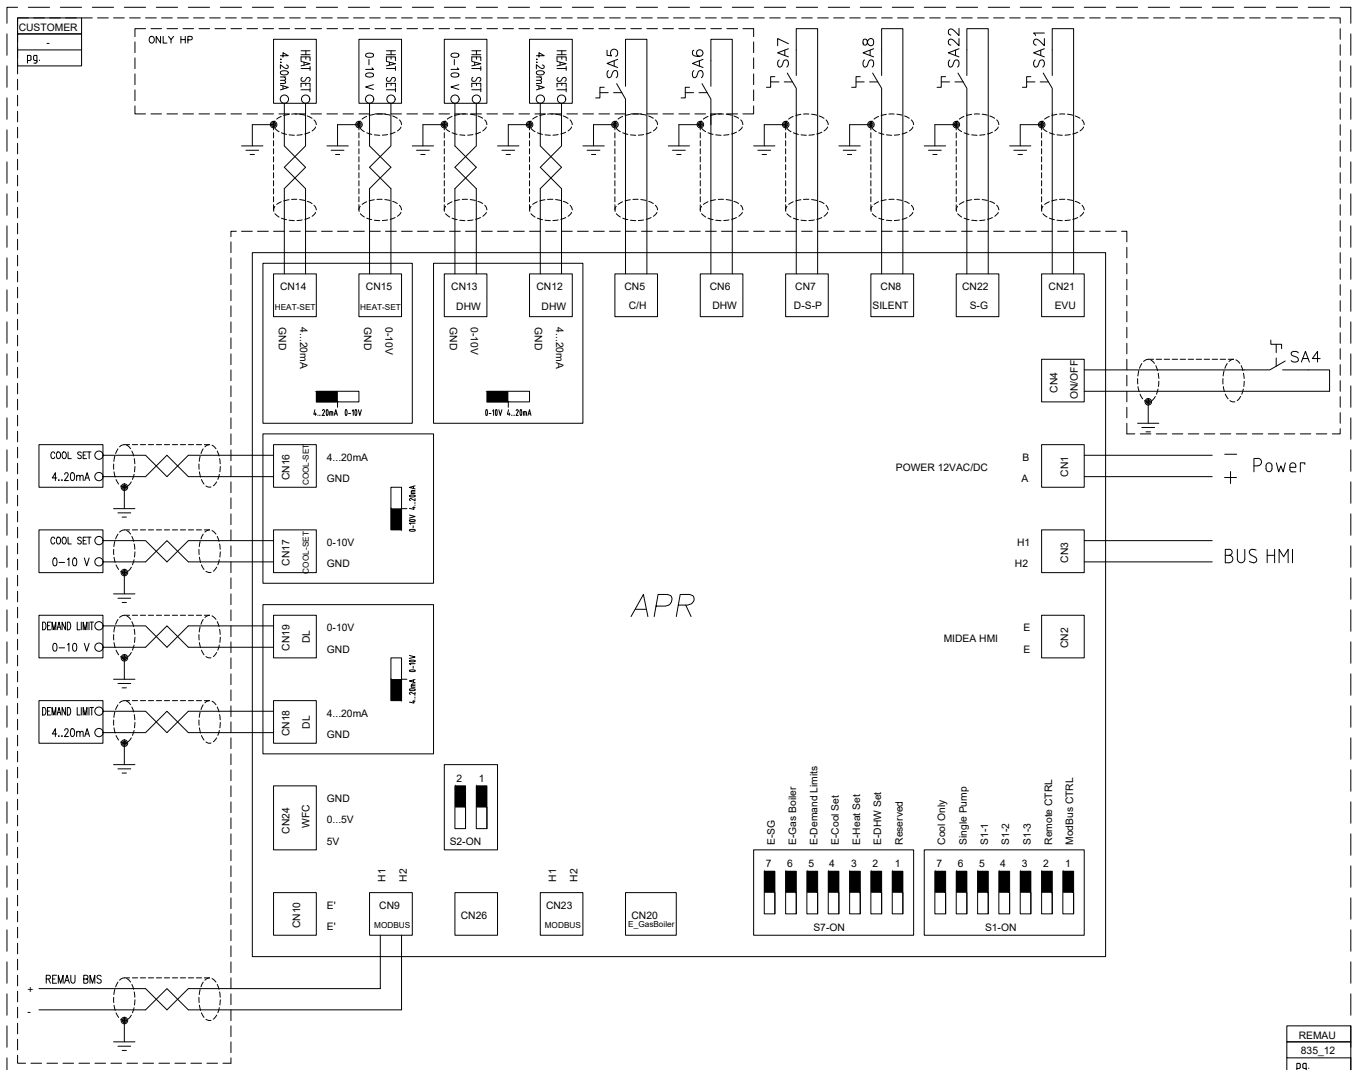 CUSTOMER
-
pg.
ONLY HP
HEAT SET
4..20mA
HEAT SET
0-10 V
HEAT SET
0-10 V
HEAT SET
4..20mA
SA5
SA6
SA7
SA8
SA22
SA21
CN14
HEAT-SET
CN15
HEAT-SET
CN13
DHW
CN12
DHW
CN5
C/H
CN6
DHW
CN7
D-S-P
CN8
SILENT
CN22
S-G
CN21
EVU
GND
4...20mA
GND
0-10V
GND
0-10V
GND
4...20mA
4..20mA 0-10V
0-10V 4..20mA
CN4
ON/OFF
SA4
COOL SET
4..20mA
CN16
COOL-SET
4...20mA
GND
0-10V 4..20mA
POWER 12VAC/DC
B
A
CN1
-
+
Power
COOL SET
0-10 V
CN17
COOL-SET
0-10V
GND
H1
H2
CN3
BUS HMI
APR
DEMAND LIMIT
0-10 V
CN19
DL
0-10V
GND
4..20mA 0-10V
MIDEA HMI
E
E
CN2
DEMAND LIMIT
4..20mA
CN18
DL
4...20mA
GND
CN24
WFC
GND
0...5V
5V
2 1
S2-ON
E-SG
E-Gas Boiler
E-Demand Limits
E-Cool Set
E-Heat Set
E-DHW Set
Reserved
7 6 5 4 3 2 1
S7-ON
Cool Only
Single Pump
S1-1
S1-2
S1-3
Remote CTRL
ModBus CTRL
7 6 5 4 3 2 1
S1-ON
CN10
E'
E'
H1
H2
CN9
MODBUS
CN26
H1
H2
CN23
MODBUS
CN20
E_GasBoiler
REMAU BMS
+
-
REMAU
835_12
pg.